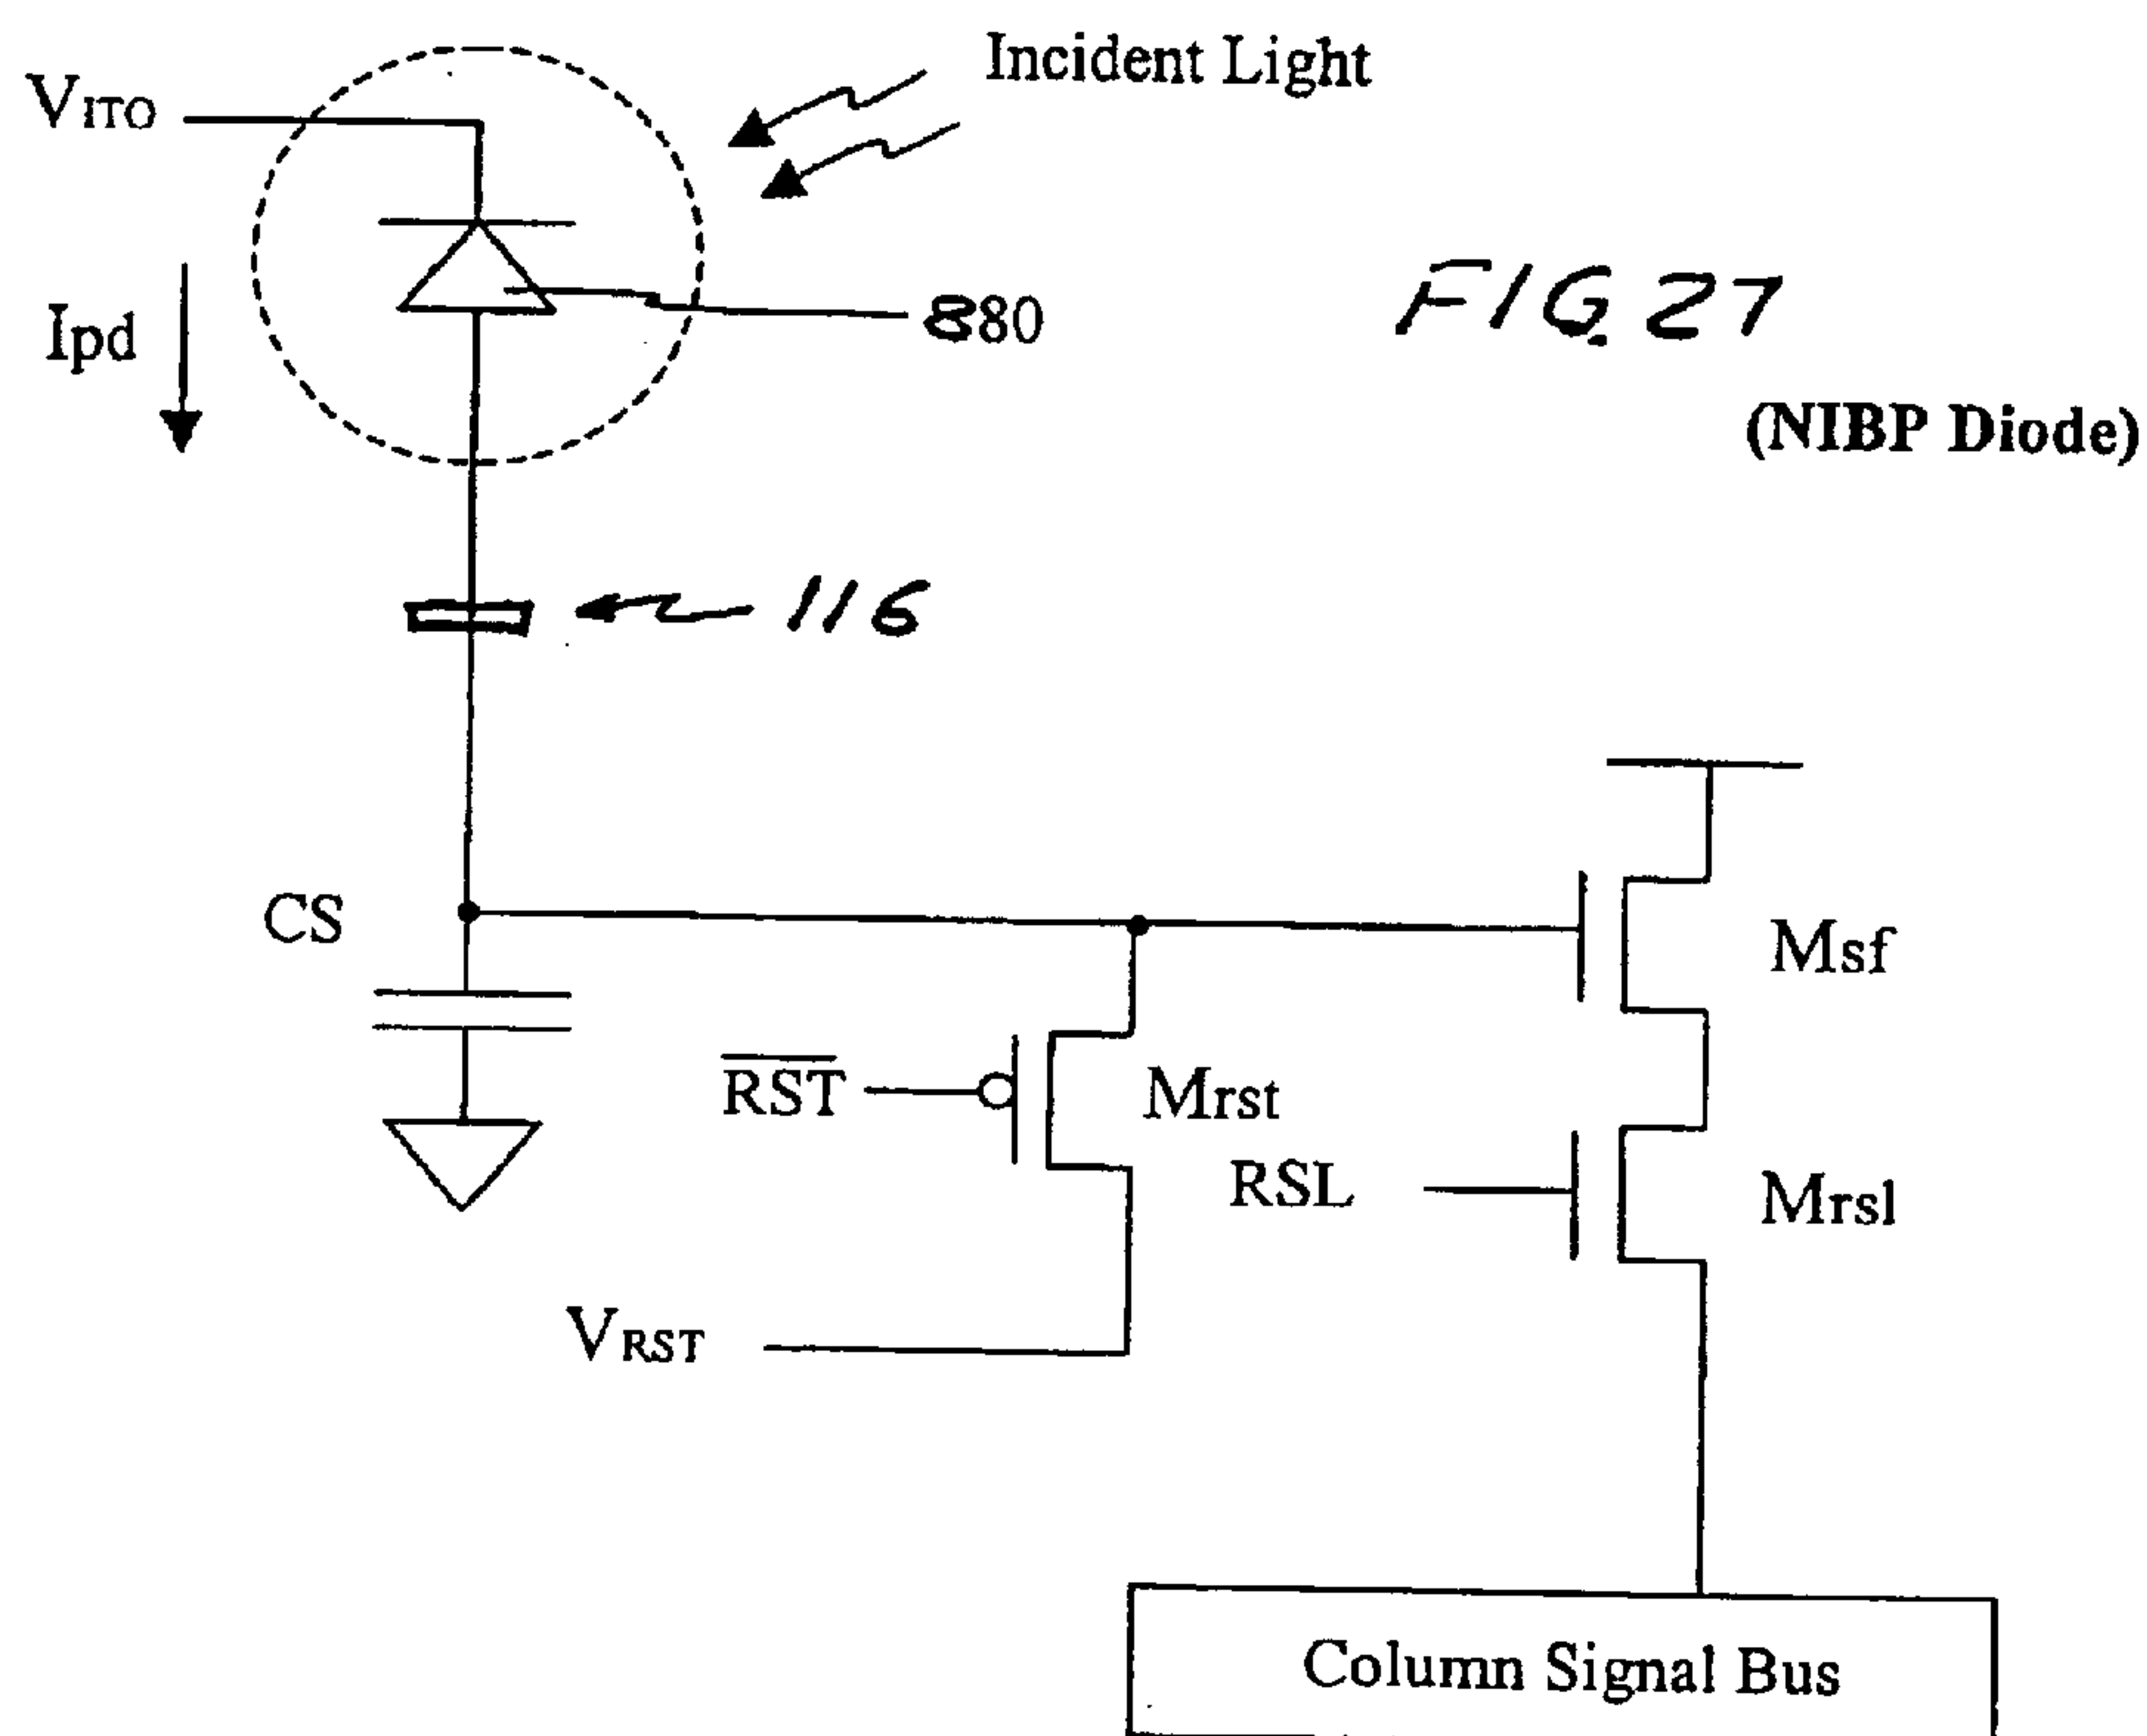 Incident Light
VITO
Ipd
880
FIG. 27
(NIBP Diode)
116
CS
Msf
R̅S̅T̅
Mrst
RSL
Mrsl
VRST
Column Signal Bus